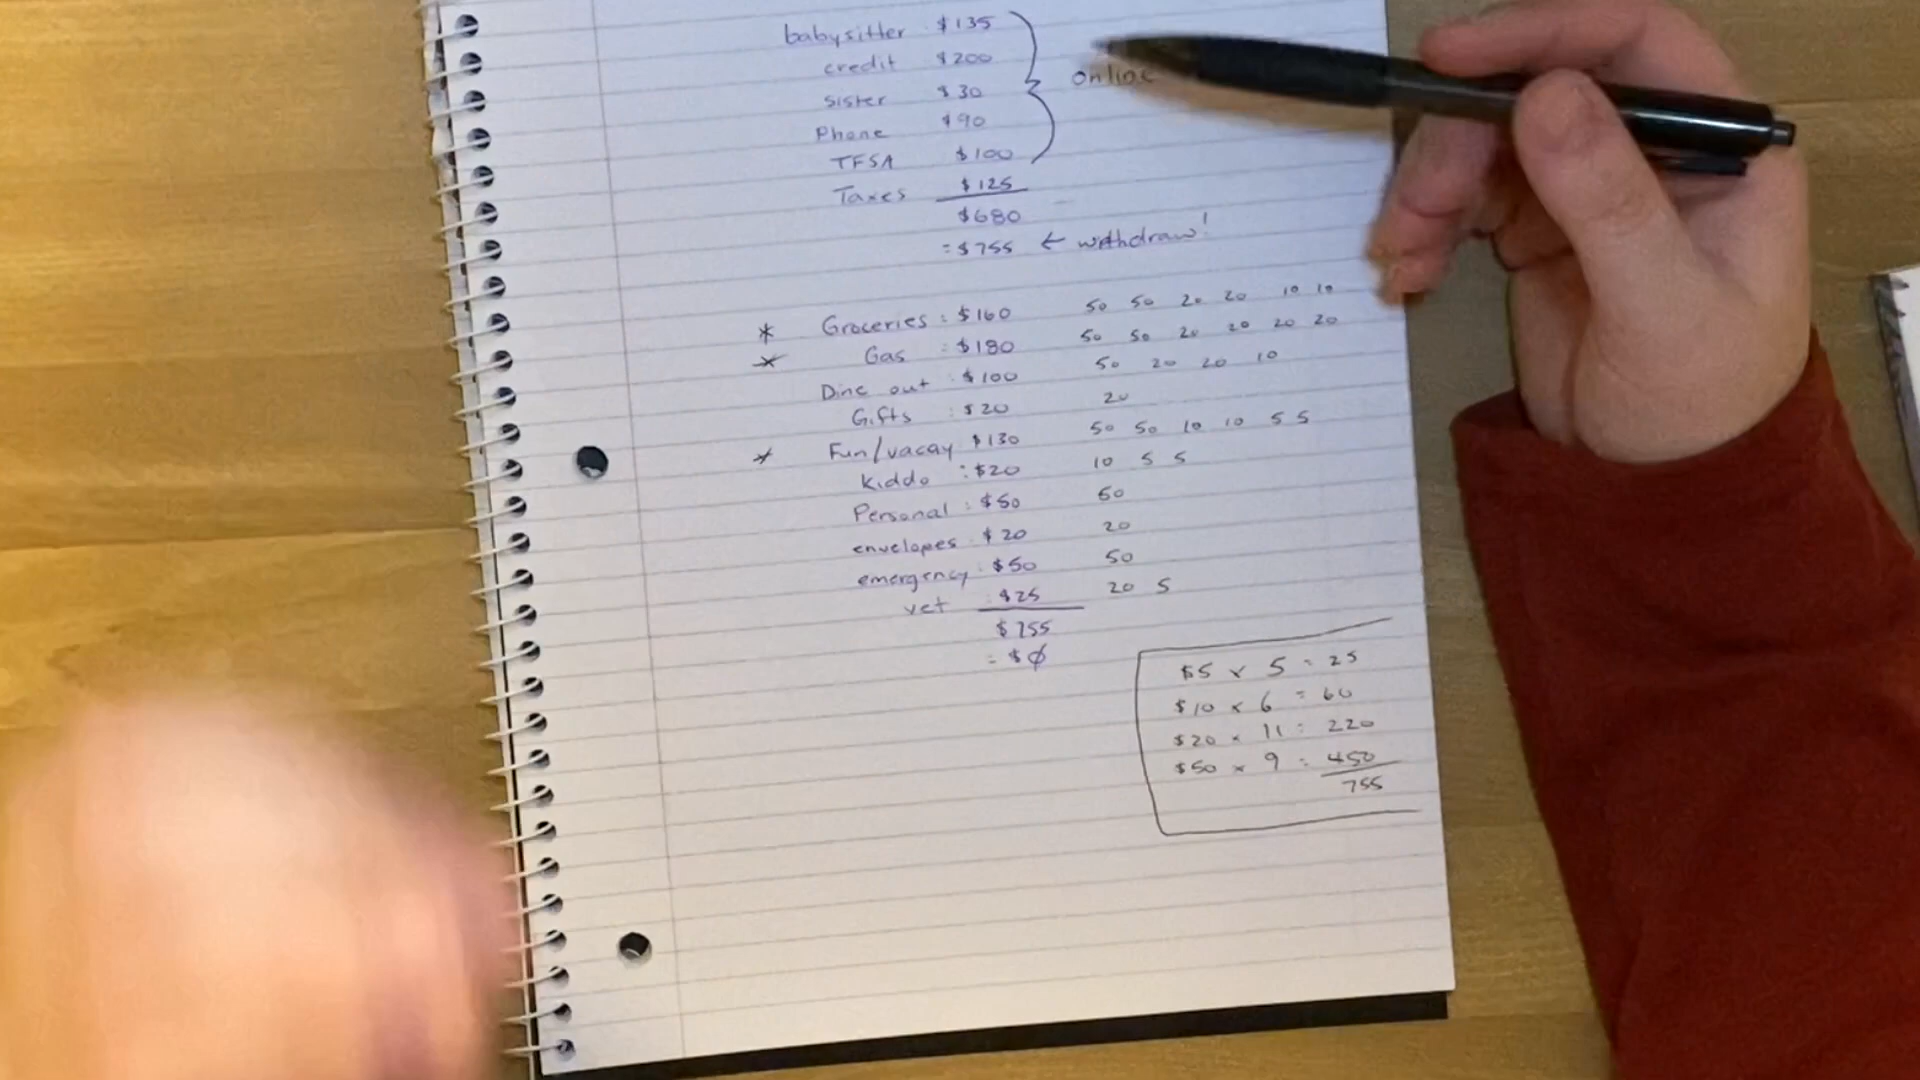 babysitter $135
credit $200
sister $30
online
Phone $90
TFSA $100
Taxes $125
$680
= $755 ← withdraw!
* Groceries : $160 50 50 20 20 10 10
* Gas : $180 50 50 20 20 20 20
Dine out : $100 50 20 20 10
Gifts : $20 20
* Fun/vacay $130 50 50 10 10 5 5
kiddo : $20 10 5 5
Personal : $50 50
envelopes : $20 20
emergency : $50 50
vet : $25 20 5
$755
= $0
$5 x 5 = 25
$10 x 6 = 60
$20 x 11 = 220
$50 x 9 = 450
755